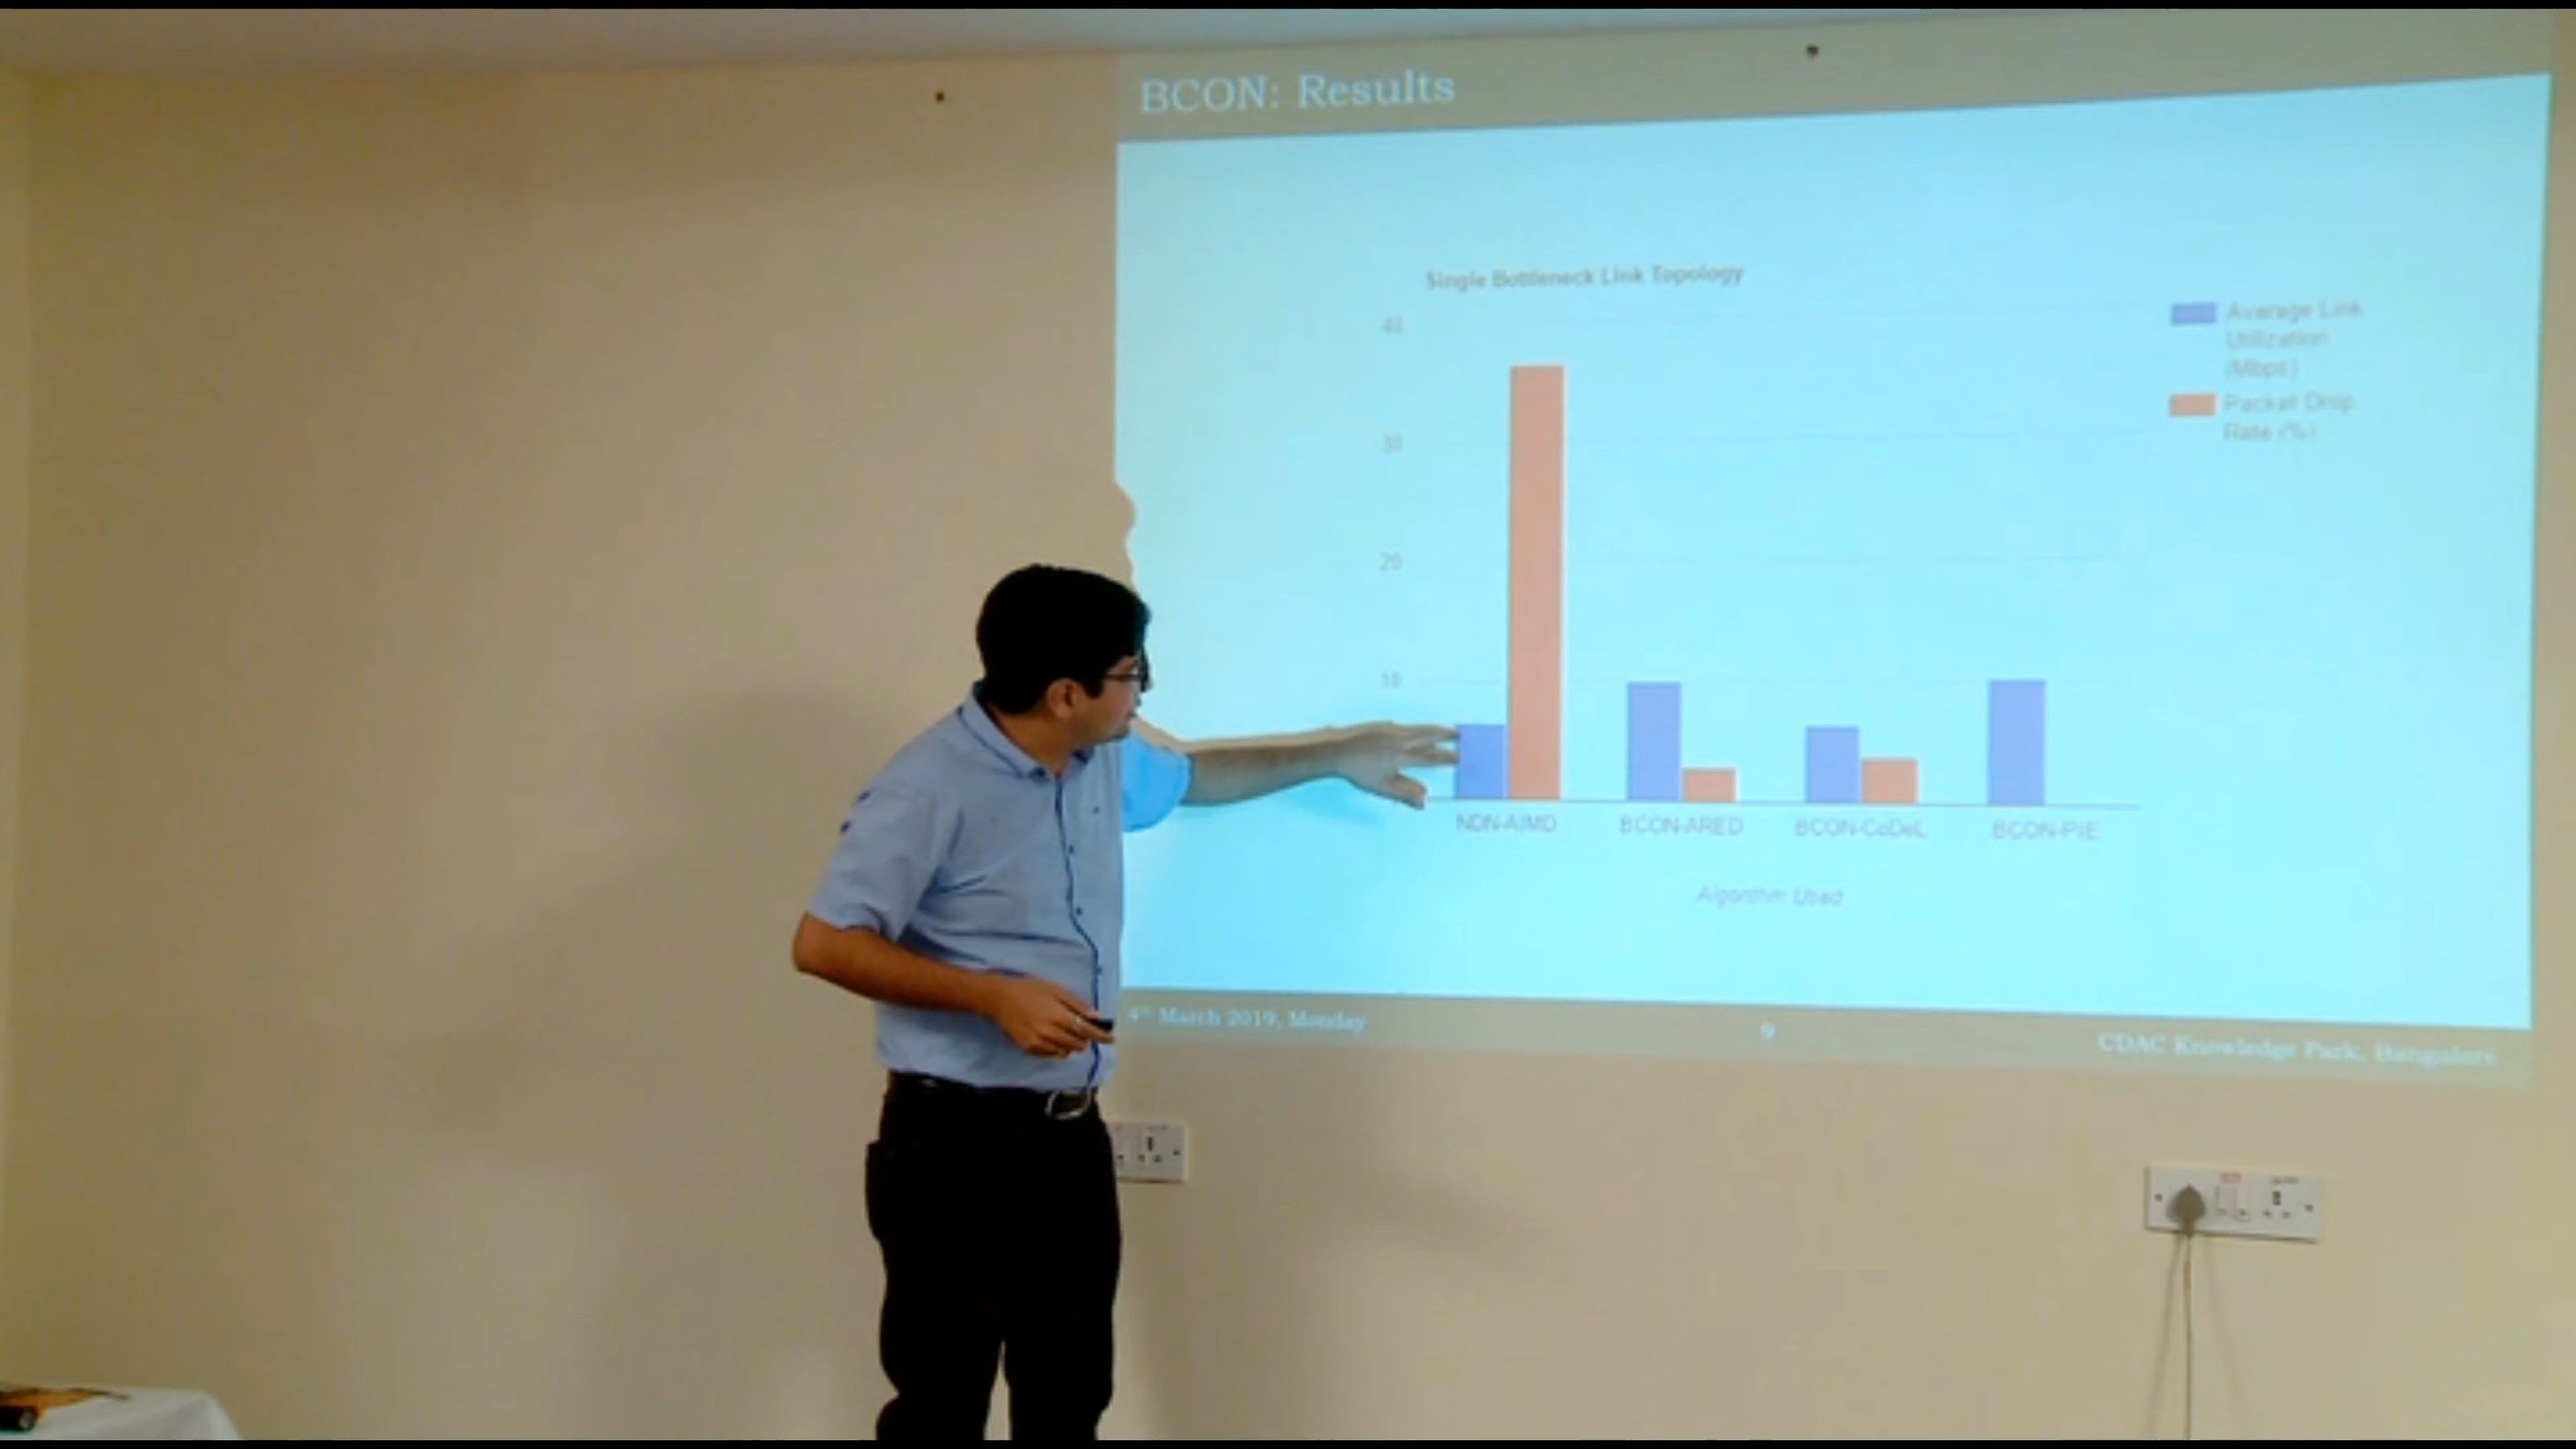 BCON: Results
Single Bottleneck Link Topology
40
30
20
10
Average Link
Utilization
(Mbps)
Packet Drop
Rate (%)
NDN-AIMD
BCON-ARED
BCON-CoDeL
BCON-PIE
Algorithm Used
4th March 2019, Monday
9
CDAC Knowledge Park, Bangalore